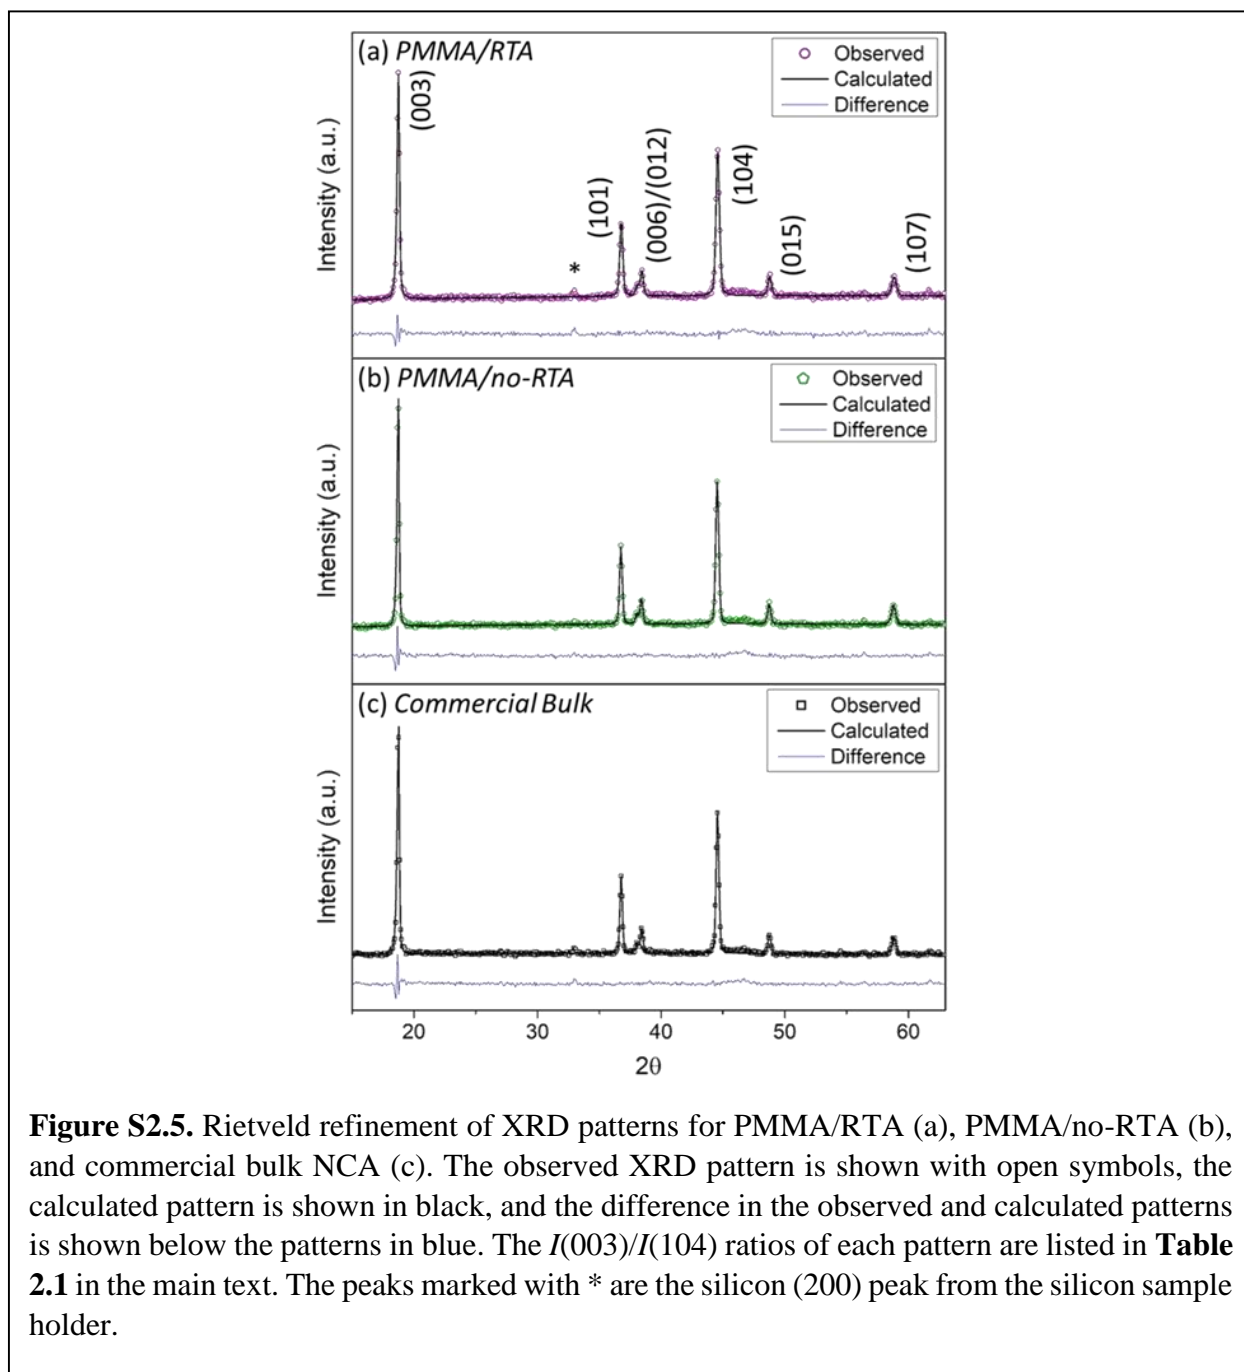 (a) PMMA/RTA
Observed
Calculated
Difference
(003)
(101)
(006)/(012)
(104)
(015)
(107)
*
Intensity (a.u.)
(b) PMMA/no-RTA
Observed
Calculated
Difference
Intensity (a.u.)
(c) Commercial Bulk
Observed
Calculated
Difference
Intensity (a.u.)
20 30 40 50 60
2θ
Figure S2.5. Rietveld refinement of XRD patterns for PMMA/RTA (a), PMMA/no-RTA (b),
and commercial bulk NCA (c). The observed XRD pattern is shown with open symbols, the
calculated pattern is shown in black, and the difference in the observed and calculated patterns
is shown below the patterns in blue. The I(003)/I(104) ratios of each pattern are listed in Table
2.1 in the main text. The peaks marked with * are the silicon (200) peak from the silicon sample
holder.